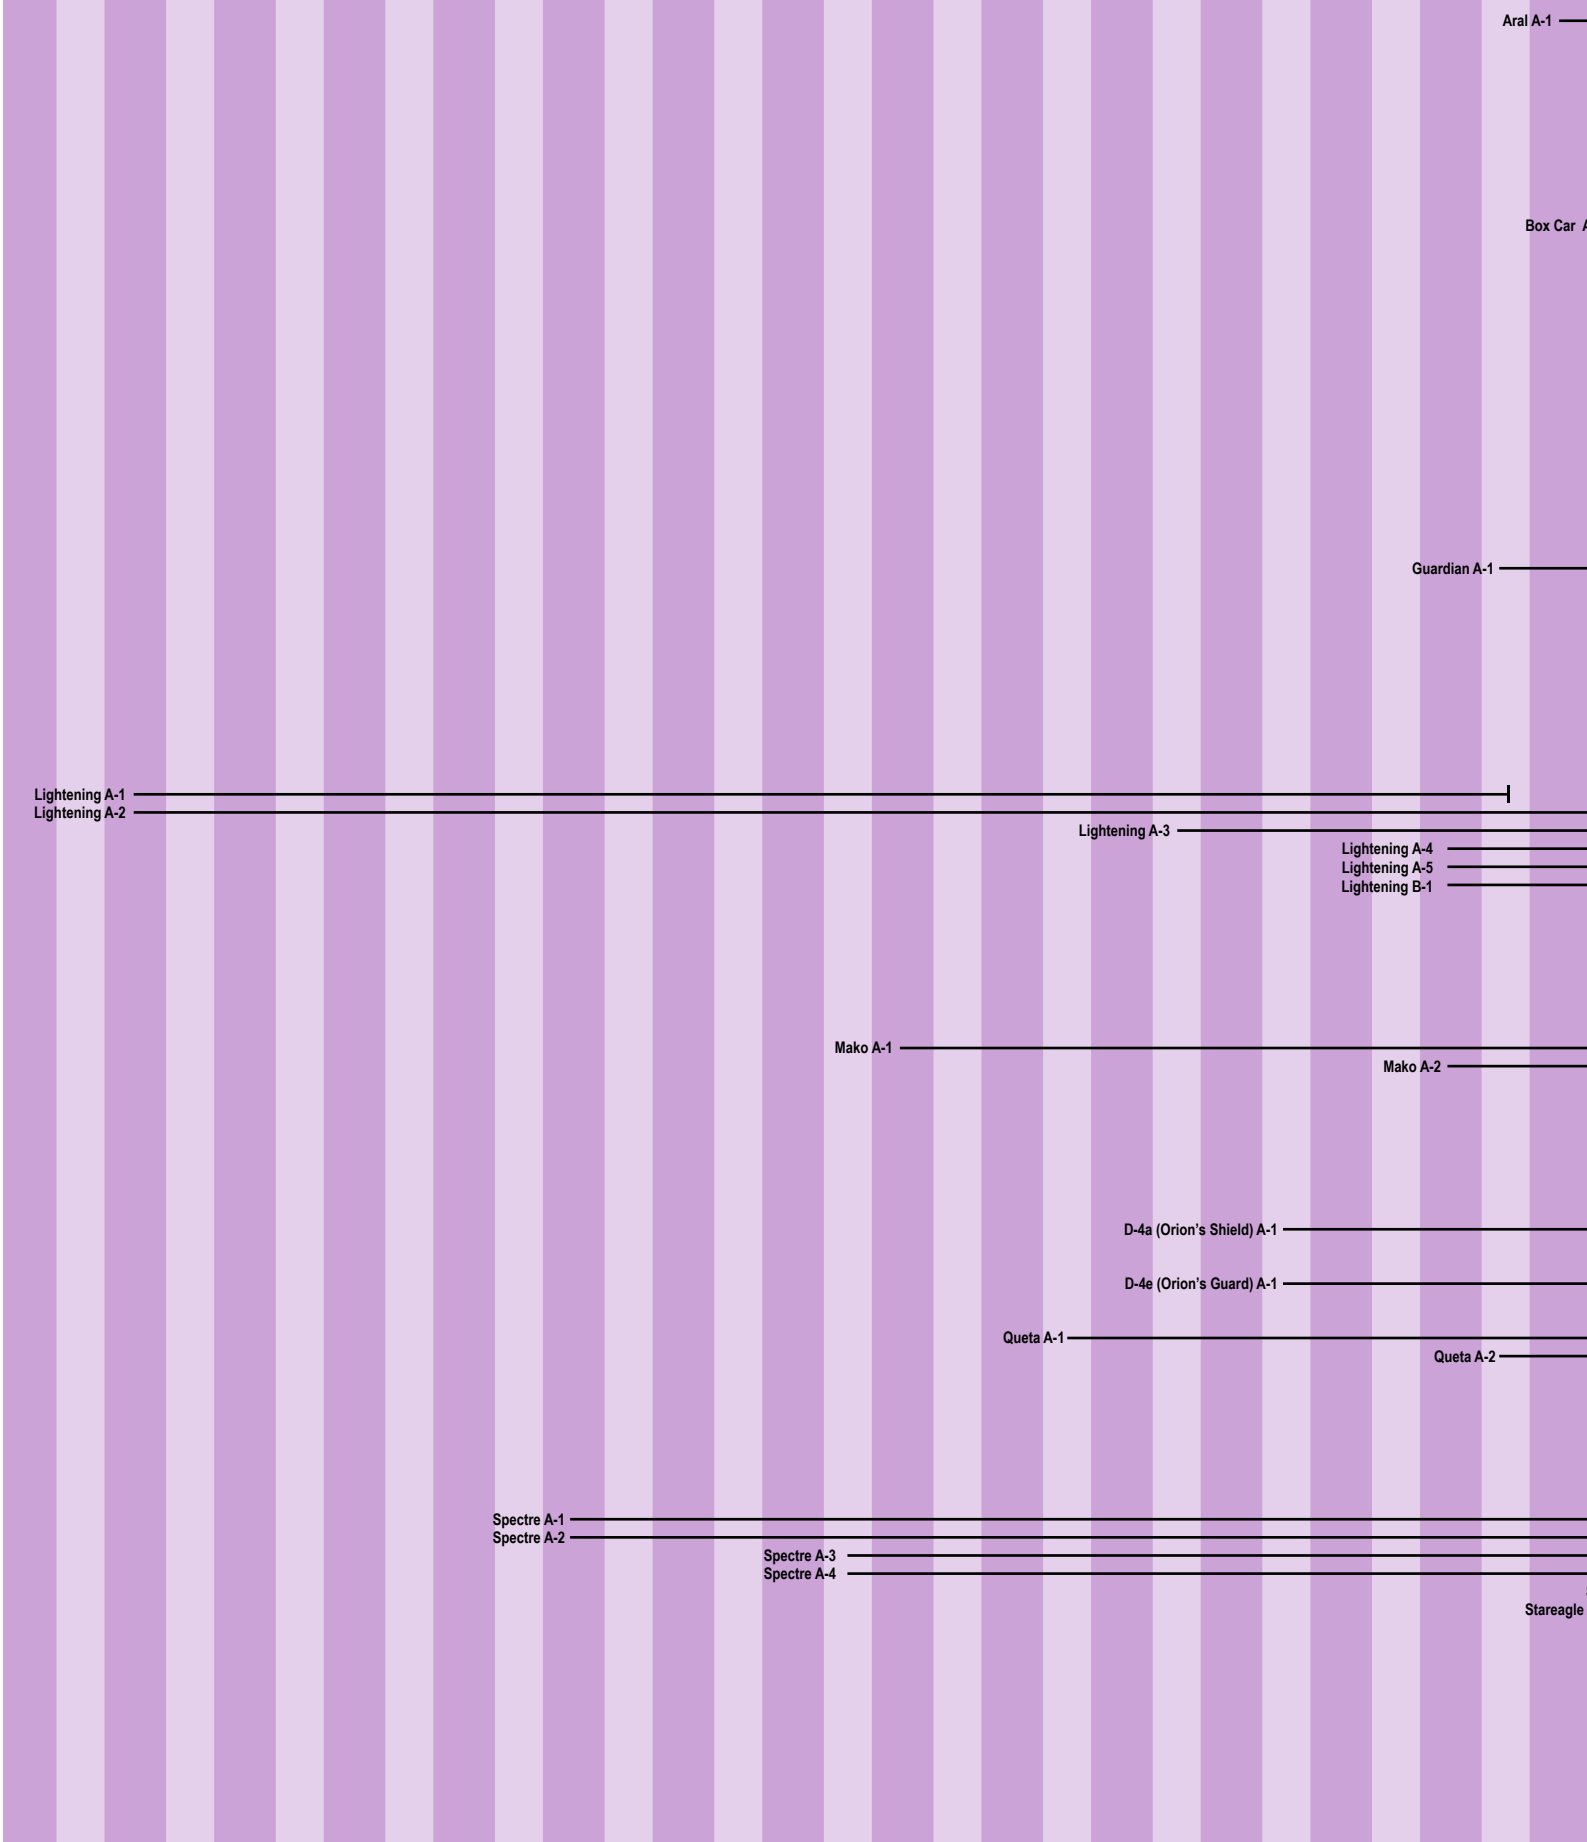 Aral A-1
Box Car
Guardian A-1
Lightening A-1
Lightening A-2
Lightening A-3
Lightening A-4
Lightening A-5
Lightening B-1
Mako A-1
Mako A-2
D-4a (Orion’s Shield) A-1
D-4e (Orion’s Guard) A-1
Queta A-1
Queta A-2
Spectre A-1
Spectre A-2
Spectre A-3
Spectre A-4
Stareagle